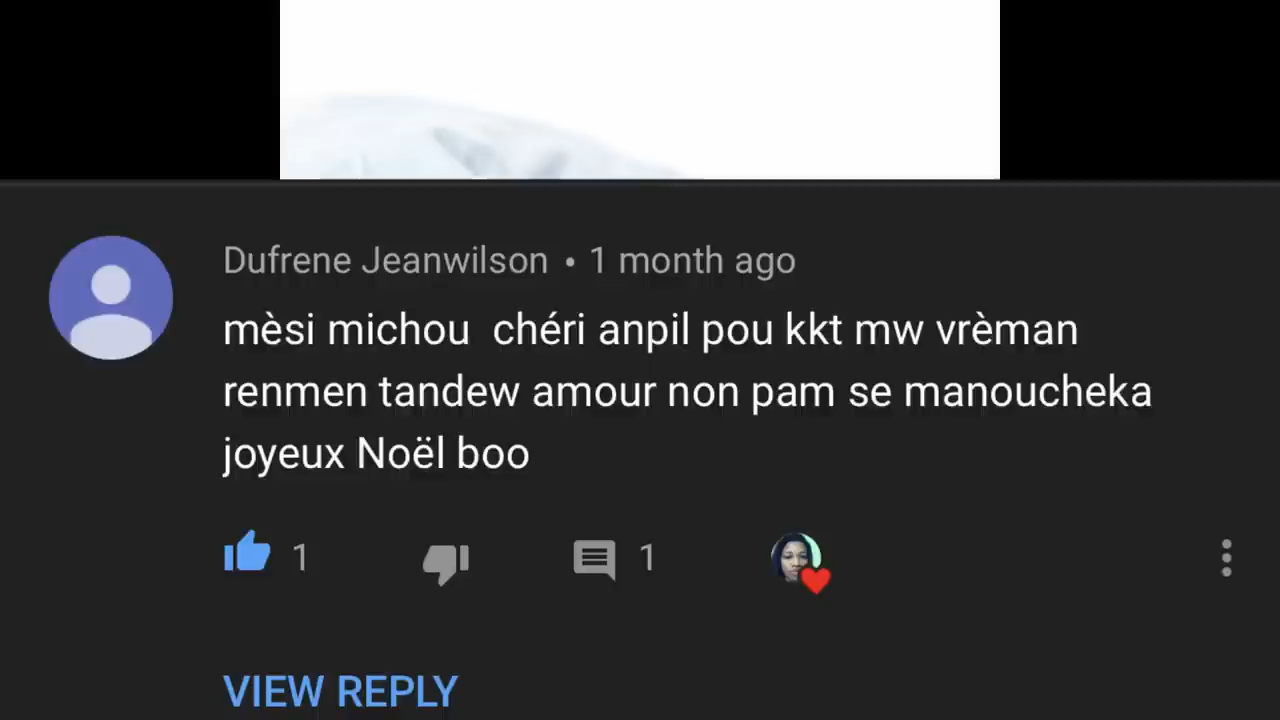 Dufrene Jeanwilson • 1 month ago
mèsi michou chéri anpil pou kkt mw vrèman
renmen tandew amour non pam se manoucheka
joyeux Noël boo
1 1
VIEW REPLY